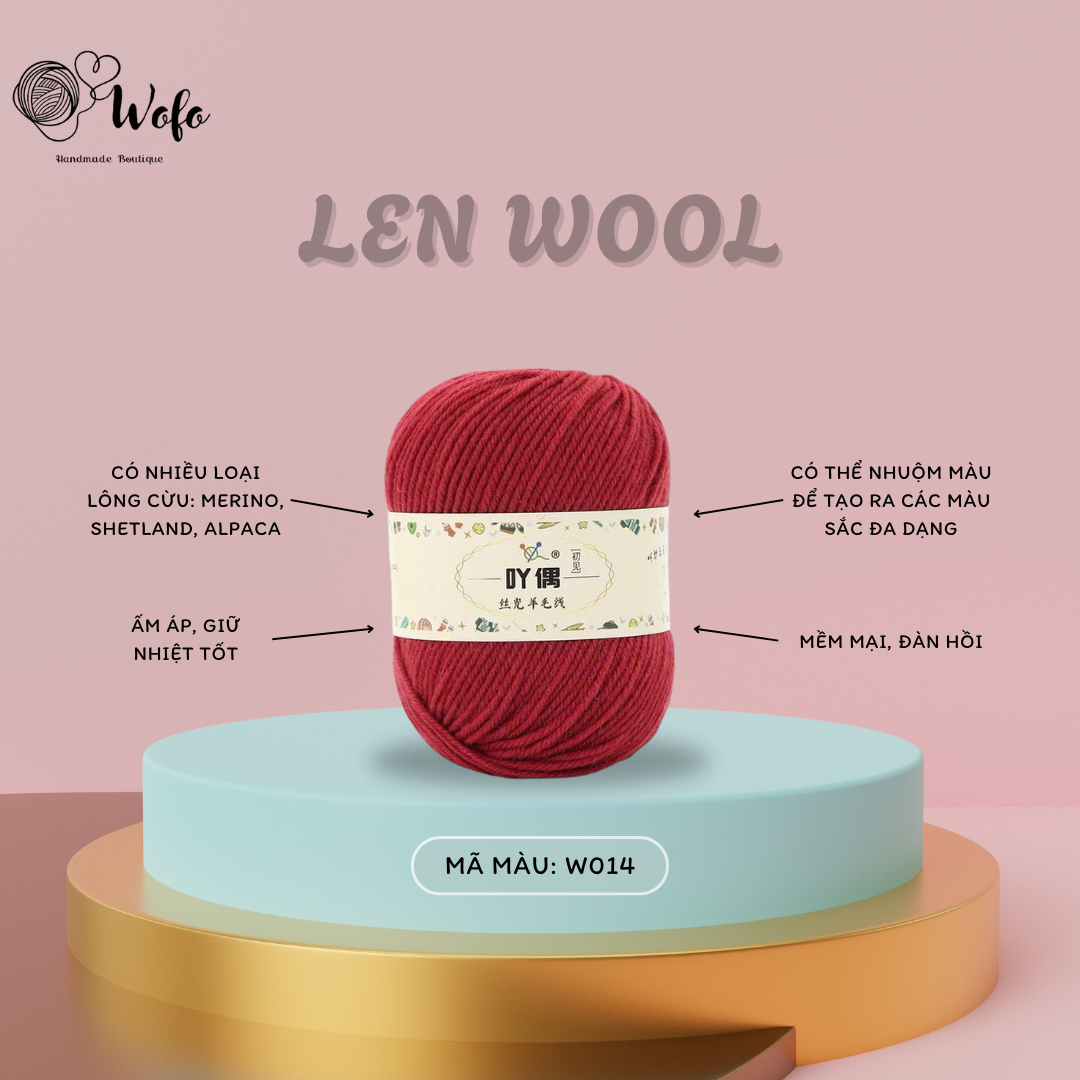 Wofo
Handmade Boutique
LEN WOOL
CÓ NHIỀU LOẠI
LÔNG CỪU: MERINO,
SHETLAND, ALPACA
CÓ THỂ NHUỘM MÀU
ĐỂ TẠO RA CÁC MÀU
SẮC ĐA DẠNG
初见
®
吖偶
丝光羊毛线
ẤM ÁP, GIỮ
NHIỆT TỐT
MỀM MẠI, ĐÀN HỒI
MÃ MÀU: W014